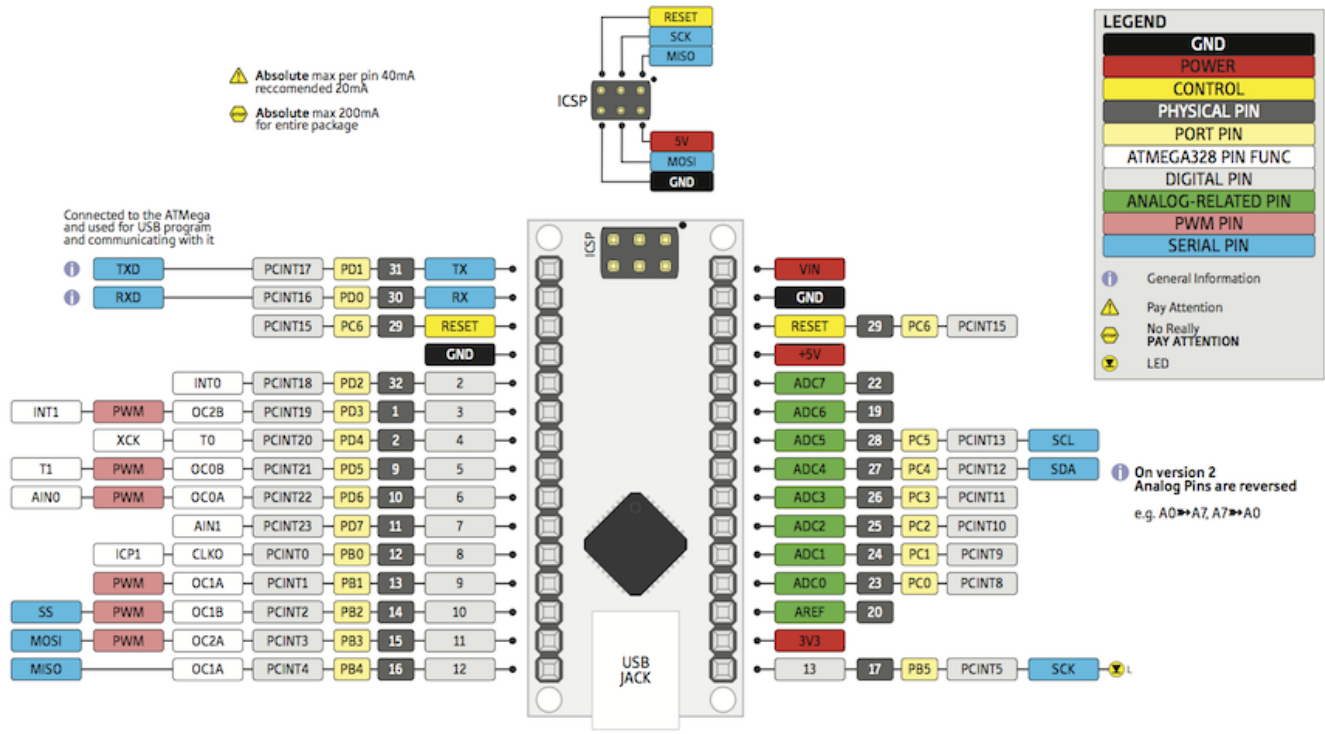 RESET
SCK
MISO
ICSP
5V
MOSI
GND
Absolute max per pin 40mA
reccomended 20mA
Absolute max 200mA
for entire package
LEGEND
GND
POWER
CONTROL
PHYSICAL PIN
PORT PIN
ATMEGA328 PIN FUNC
DIGITAL PIN
ANALOG-RELATED PIN
PWM PIN
SERIAL PIN
General Information
Pay Attention
No Really
PAY ATTENTION
LED
Connected to the ATMega
and used for USB program
and communicating with it
ICSP
TXD PCINT17 PD1 31 TX
RXD PCINT16 PD0 30 RX
PCINT15 PC6 29 RESET
GND
INT0 PCINT18 PD2 32 2
INT1 PWM OC2B PCINT19 PD3 1 3
XCK T0 PCINT20 PD4 2 4
T1 PWM OC0B PCINT21 PD5 9 5
AIN0 PWM OC0A PCINT22 PD6 10 6
AIN1 PCINT23 PD7 11 7
ICP1 CLKO PCINT0 PB0 12 8
PWM OC1A PCINT1 PB1 13 9
SS PWM OC1B PCINT2 PB2 14 10
MOSI PWM OC2A PCINT3 PB3 15 11
MISO OC1A PCINT4 PB4 16 12
VIN
GND
RESET 29 PC6 PCINT15
+5V
ADC7 22
ADC6 19
ADC5 28 PC5 PCINT13 SCL
ADC4 27 PC4 PCINT12 SDA
ADC3 26 PC3 PCINT11
ADC2 25 PC2 PCINT10
ADC1 24 PC1 PCINT9
ADC0 23 PC0 PCINT8
AREF 20
3V3
13 17 PB5 PCINT5 SCK L
On version 2
Analog Pins are reversed
e.g. A0➵A7, A7➵A0
USB
JACK